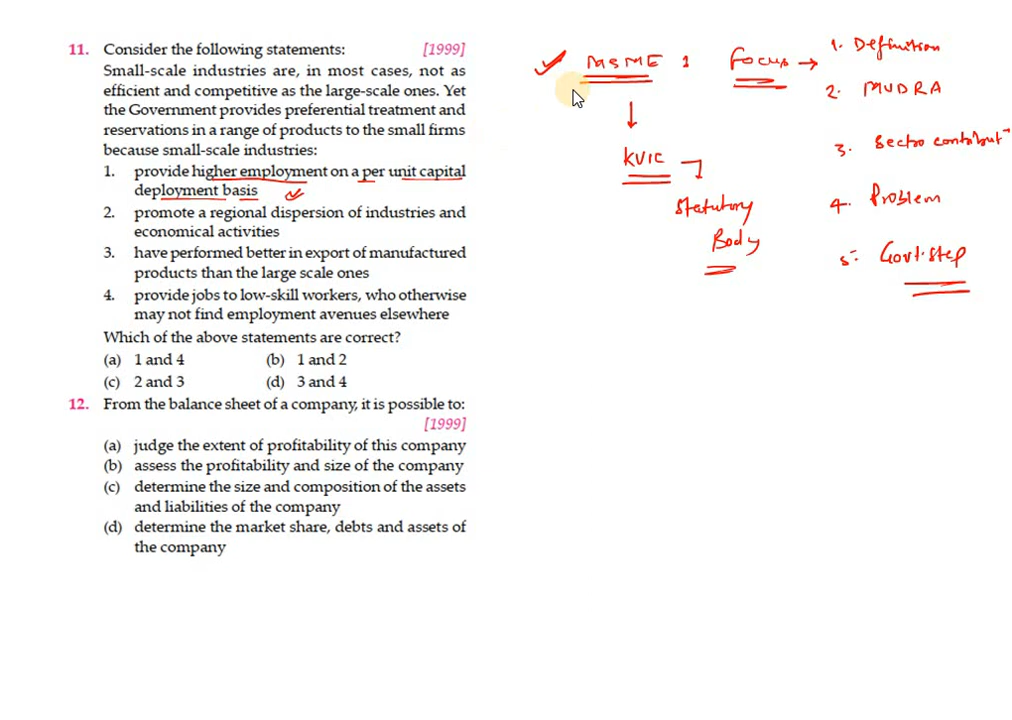 11. Consider the following statements: [1999]
Small-scale industries are, in most cases, not as
efficient and competitive as the large-scale ones. Yet
the Government provides preferential treatment and
reservations in a range of products to the small firms
because small-scale industries:
1. provide higher employment on a per unit capital
deployment basis
2. promote a regional dispersion of industries and
economical activities
3. have performed better in export of manufactured
products than the large scale ones
4. provide jobs to low-skill workers, who otherwise
may not find employment avenues elsewhere
Which of the above statements are correct?
(a) 1 and 4 (b) 1 and 2
(c) 2 and 3 (d) 3 and 4
12. From the balance sheet of a company, it is possible to:
[1999]
(a) judge the extent of profitability of this company
(b) assess the profitability and size of the company
(c) determine the size and composition of the assets
and liabilities of the company
(d) determine the market share, debts and assets of
the company
MSME : Focus →
↓
KVIC
Statutory
Body
1. Definition
2. MUDRA
3. Sector contribut
4. Problem
5. Govt. step